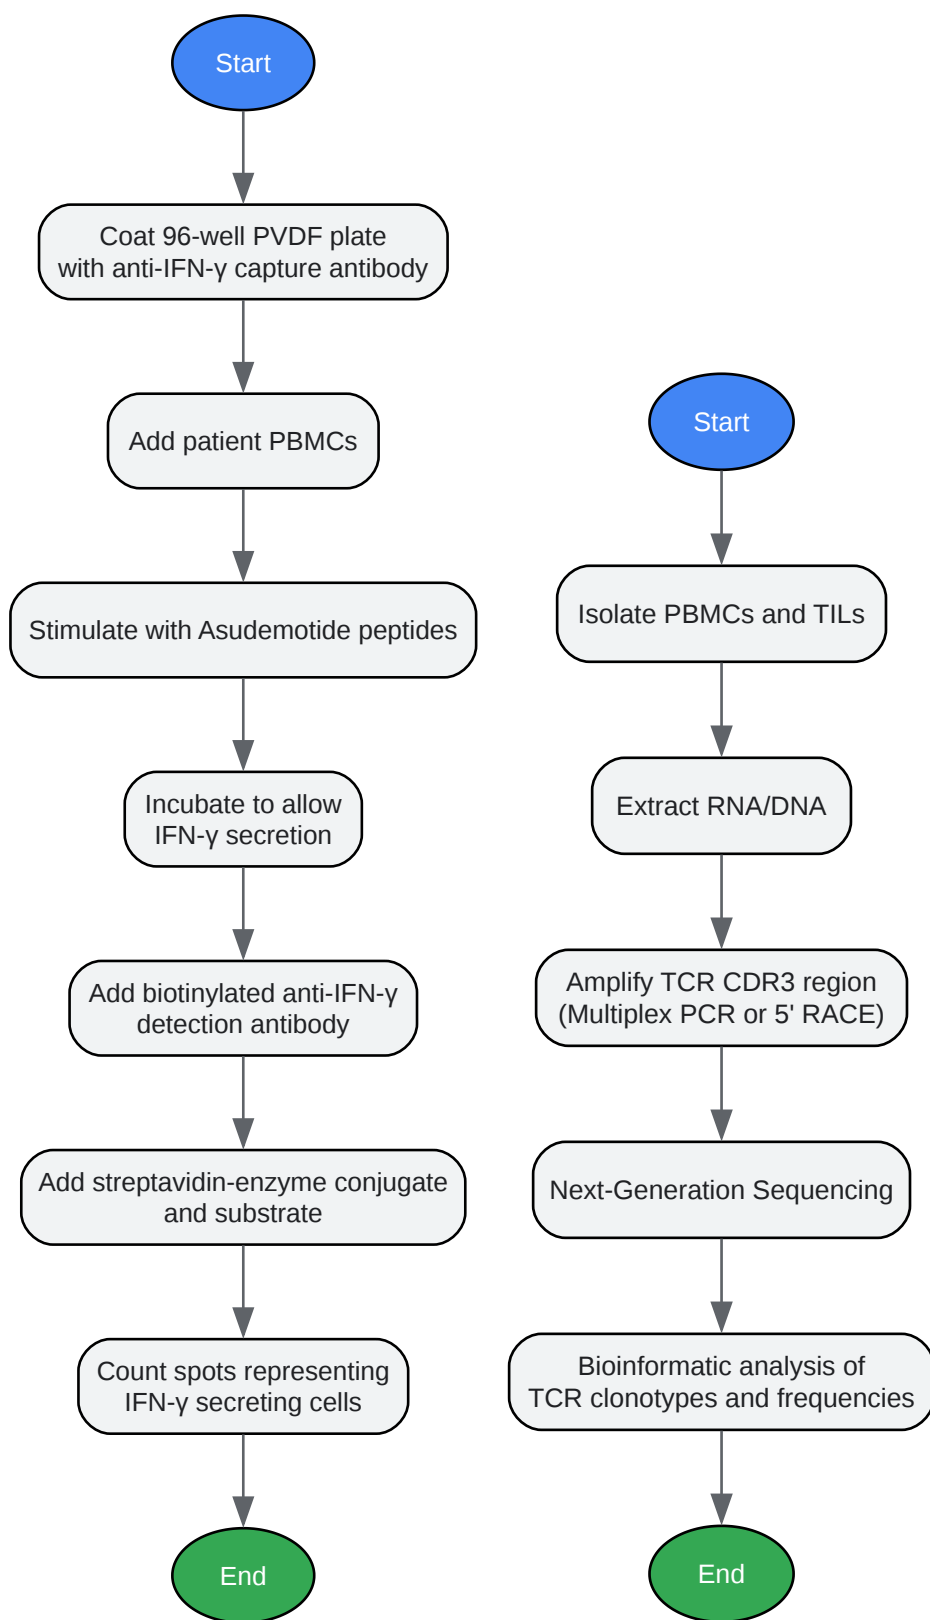 Start
Coat 96-well PVDF plate
with anti-IFN-γ capture antibody
Add patient PBMCs
Stimulate with Asudemotide peptides
Incubate to allow
IFN-γ secretion
Add biotinylated anti-IFN-γ
detection antibody
Add streptavidin-enzyme conjugate
and substrate
Count spots representing
IFN-γ secreting cells
End
Start
Isolate PBMCs and TILs
Extract RNA/DNA
Amplify TCR CDR3 region
(Multiplex PCR or 5' RACE)
Next-Generation Sequencing
Bioinformatic analysis of
TCR clonotypes and frequencies
End